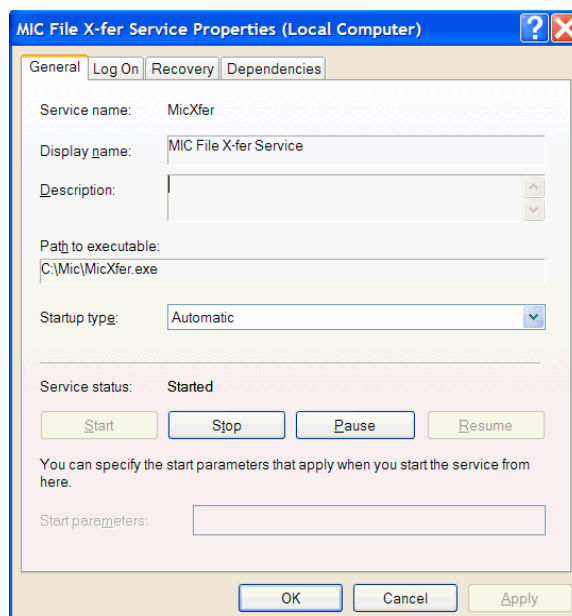 MIC File X-fer Service Properties (Local Computer)
General Log On Recovery Dependencies
Service name: MicXfer
Display name: MIC File X-fer Service
Description:
Path to executable:
C:\Mic\MicXfer.exe
Startup type: Automatic
Service status: Started
Start Stop Pause Resume
You can specify the start parameters that apply when you start the service from
here.
Start parameters:
OK Cancel Apply